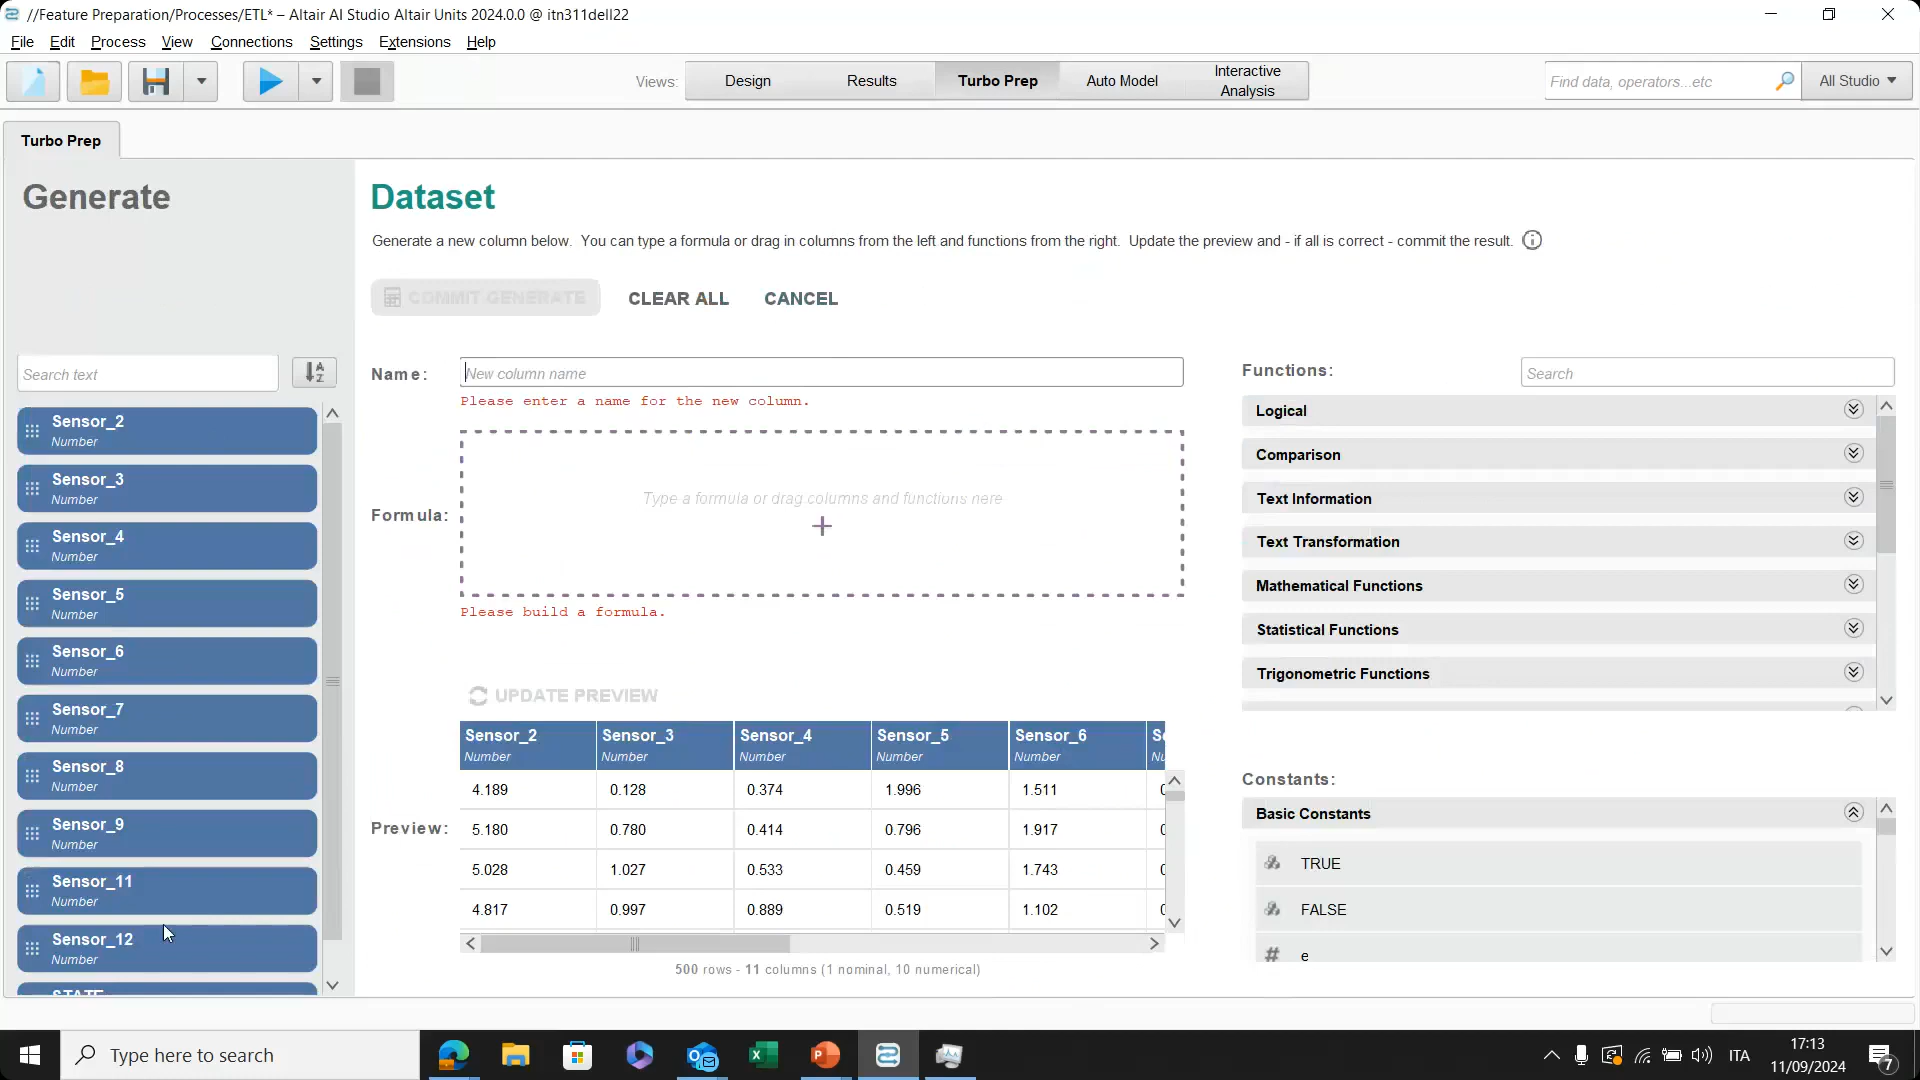 //Feature Preparation/Processes/ETL* – Altair AI Studio Altair Units 2024.0.0 @ itn311dell22
File Edit Process View Connections Settings Extensions Help
Views: Design Results Turbo Prep Auto Model Interactive Analysis
Find data, operators...etc
All Studio
Turbo Prep
Generate
Dataset
Generate a new column below. You can type a formula or drag in columns from the left and functions from the right. Update the preview and - if all is correct - commit the result.
COMMIT GENERATE CLEAR ALL CANCEL
Search text
Sensor_2
Number
Sensor_3
Number
Sensor_4
Number
Sensor_5
Number
Sensor_6
Number
Sensor_7
Number
Sensor_8
Number
Sensor_9
Number
Sensor_11
Number
Sensor_12
Number
STATE
Name: New column name
Please enter a name for the new column.
Formula: Type a formula or drag columns and functions here
Please build a formula.
UPDATE PREVIEW
Preview:
Sensor_2 Sensor_3 Sensor_4 Sensor_5 Sensor_6
Number Number Number Number Number
4.189 0.128 0.374 1.996 1.511
5.180 0.780 0.414 0.796 1.917
5.028 1.027 0.533 0.459 1.743
4.817 0.997 0.889 0.519 1.102
500 rows - 11 columns (1 nominal, 10 numerical)
Functions: Search
Logical
Comparison
Text Information
Text Transformation
Mathematical Functions
Statistical Functions
Trigonometric Functions
Constants:
Basic Constants
TRUE
FALSE
# e
Type here to search
ITA
17:13
11/09/2024
7